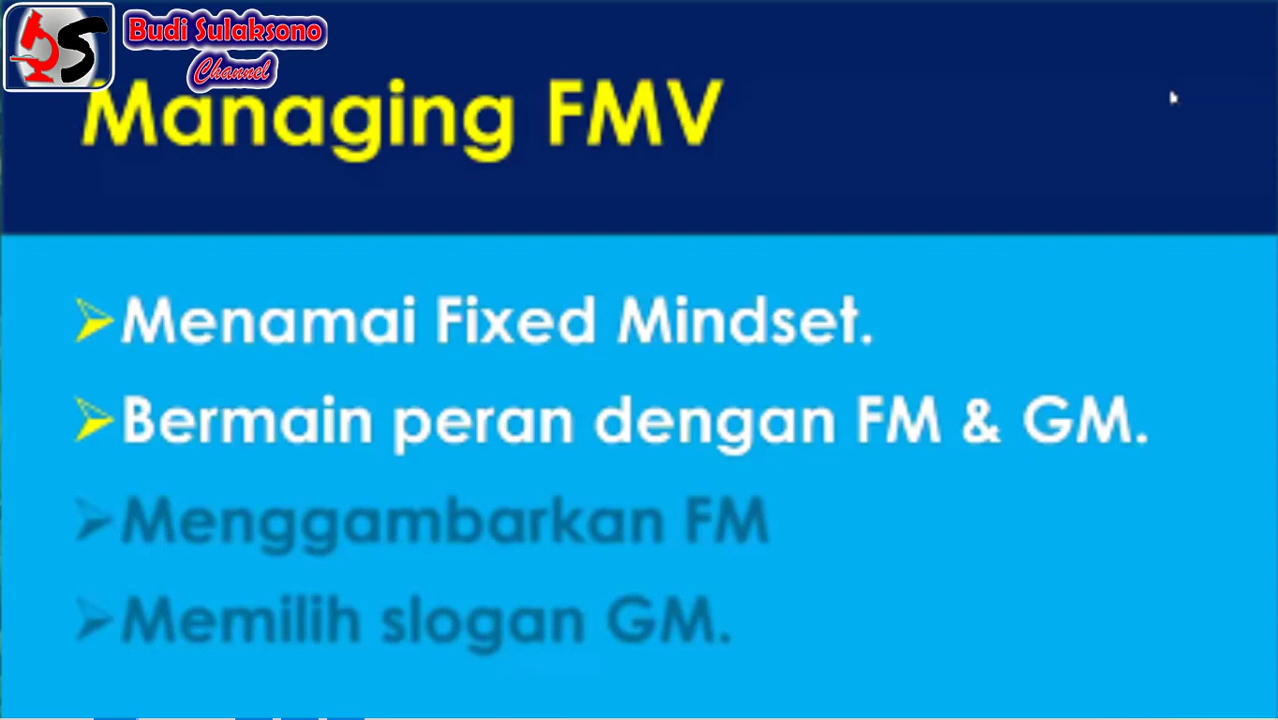 Budi Sulaksono
Channel
Managing FMV
Menamai Fixed Mindset.
Bermain peran dengan FM & GM.
Menggambarkan FM
Memilih slogan GM.